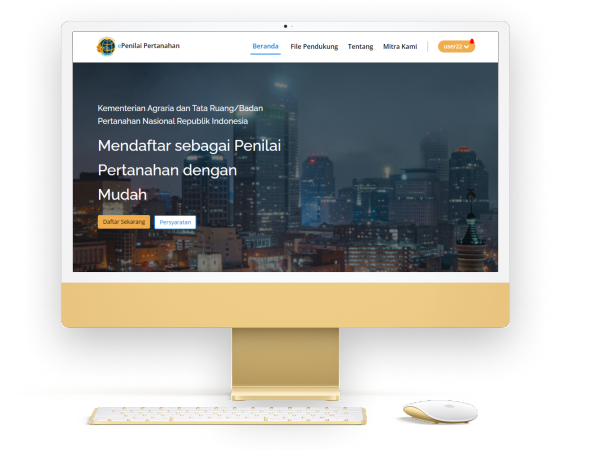 ePenilai Pertanahan
Beranda File Pendukung Tentang Mitra Kami user22
Kementerian Agraria dan Tata Ruang/Badan
Pertanahan Nasional Republik Indonesia
Mendaftar sebagai Penilai
Pertanahan dengan
Mudah
Daftar Sekarang Persyaratan